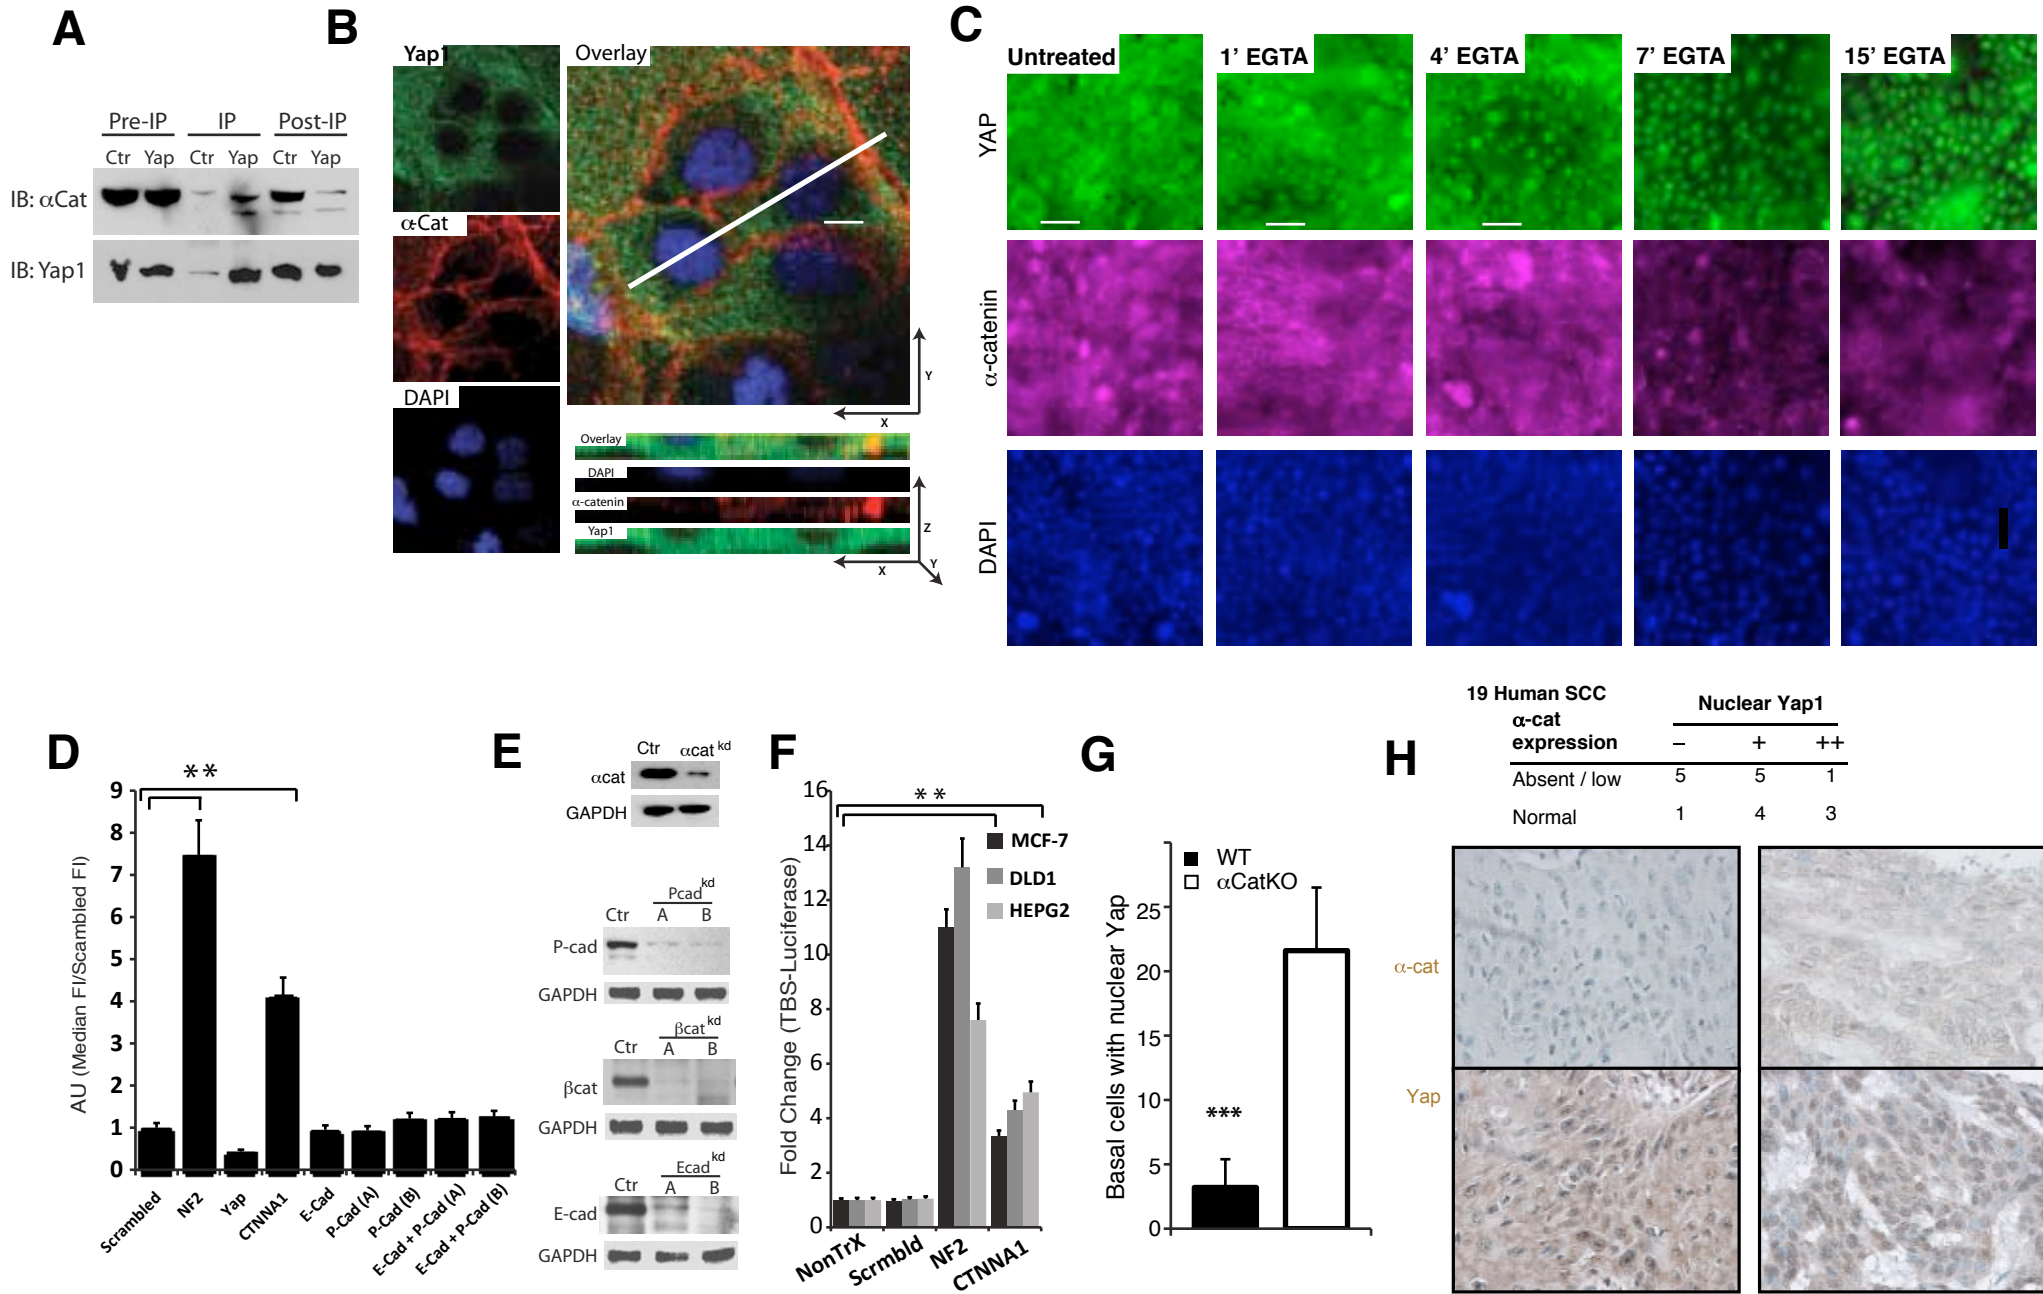 A
Pre-IP IP Post-IP
Ctr Yap Ctr Yap Ctr Yap
IB: αCat
IB: Yap1
B
Yap1
α-Cat
DAPI
Overlay
Y
X
Overlay
DAPI
α-catenin
Yap1
Z
Y
X
C
Untreated 1' EGTA 4' EGTA 7' EGTA 15' EGTA
YAP
α-catenin
DAPI
D
**
AU (Median FI/Scambled FI)
9
8
7
6
5
4
3
2
1
0
Scrambled
NF2
Yap
CTNNA1
E-Cad
P-Cad (A)
P-Cad (B)
E-Cad + P-Cad (A)
E-Cad + P-Cad (B)
E
Ctr αcat kd
αcat
GAPDH
Pcad kd
Ctr A B
P-cad
GAPDH
βcat kd
Ctr A B
βcat
GAPDH
Ecad kd
Ctr A B
E-cad
GAPDH
F
**
Fold Change (TBS-Luciferase)
16
14
12
10
8
6
4
2
0
MCF-7
DLD1
HEPG2
NonTrX
Scrmbld
NF2
CTNNA1
G
WT
αCatKO
Basal cells with nuclear Yap
25
20
15
10
5
0
***
H
19 Human SCC
Nuclear Yap1
α-cat
expression – + ++
Absent / low 5 5 1
Normal 1 4 3
α-cat
Yap